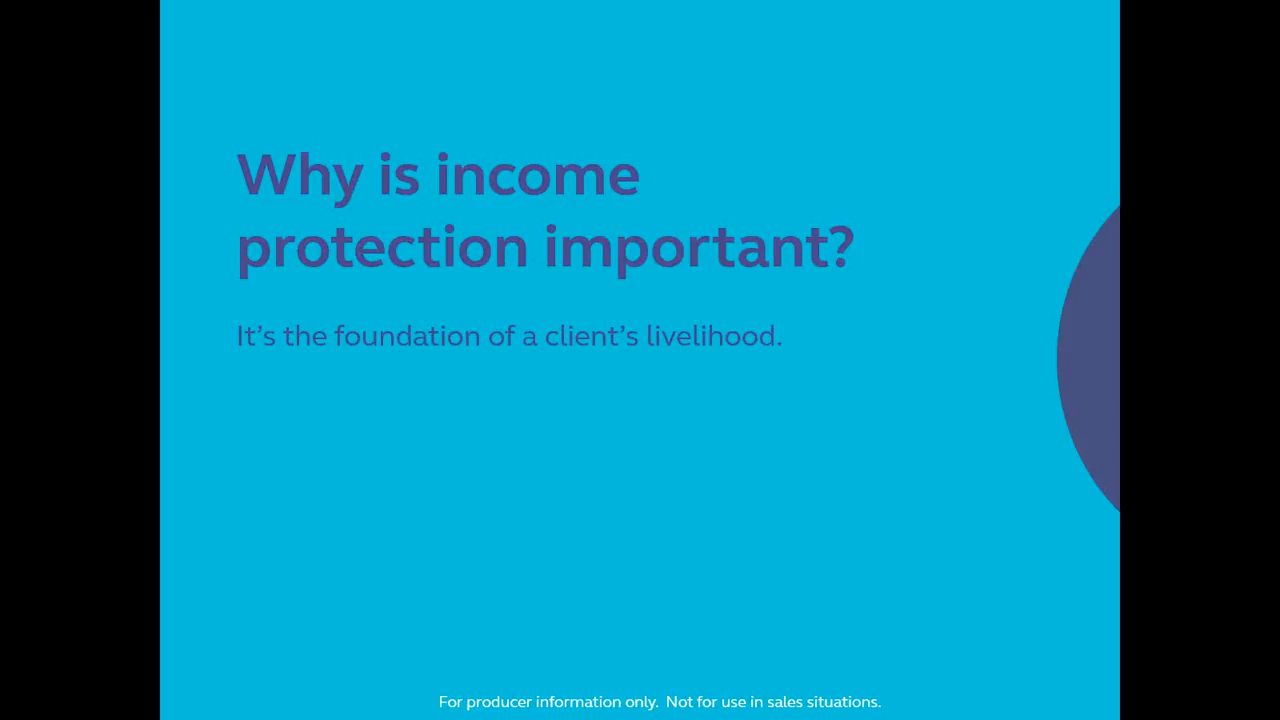 Why is income
protection important?
It’s the foundation of a client’s livelihood.
For producer information only. Not for use in sales situations.